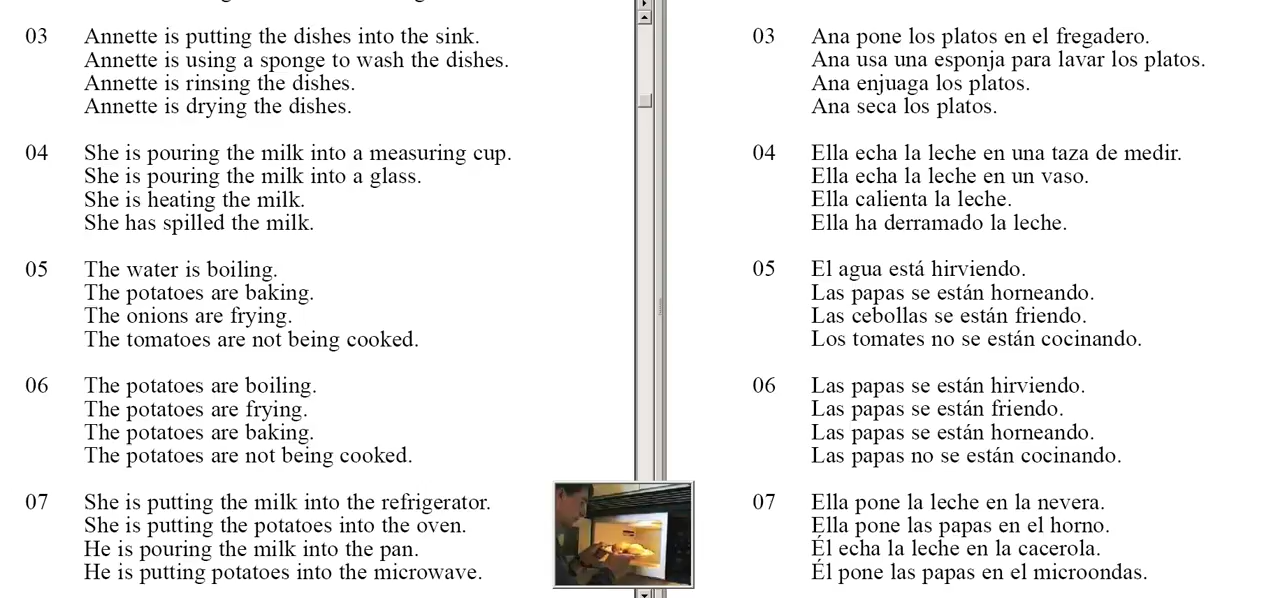 03 Annette is putting the dishes into the sink.
Annette is using a sponge to wash the dishes.
Annette is rinsing the dishes.
Annette is drying the dishes.
04 She is pouring the milk into a measuring cup.
She is pouring the milk into a glass.
She is heating the milk.
She has spilled the milk.
05 The water is boiling.
The potatoes are baking.
The onions are frying.
The tomatoes are not being cooked.
06 The potatoes are boiling.
The potatoes are frying.
The potatoes are baking.
The potatoes are not being cooked.
07 She is putting the milk into the refrigerator.
She is putting the potatoes into the oven.
He is pouring the milk into the pan.
He is putting potatoes into the microwave.
03 Ana pone los platos en el fregadero.
Ana usa una esponja para lavar los platos.
Ana enjuaga los platos.
Ana seca los platos.
04 Ella echa la leche en una taza de medir.
Ella echa la leche en un vaso.
Ella calienta la leche.
Ella ha derramado la leche.
05 El agua está hirviendo.
Las papas se están horneando.
Las cebollas se están friendo.
Los tomates no se están cocinando.
06 Las papas se están hirviendo.
Las papas se están friendo.
Las papas se están horneando.
Las papas no se están cocinando.
07 Ella pone la leche en la nevera.
Ella pone las papas en el horno.
Él echa la leche en la cacerola.
Él pone las papas en el microondas.